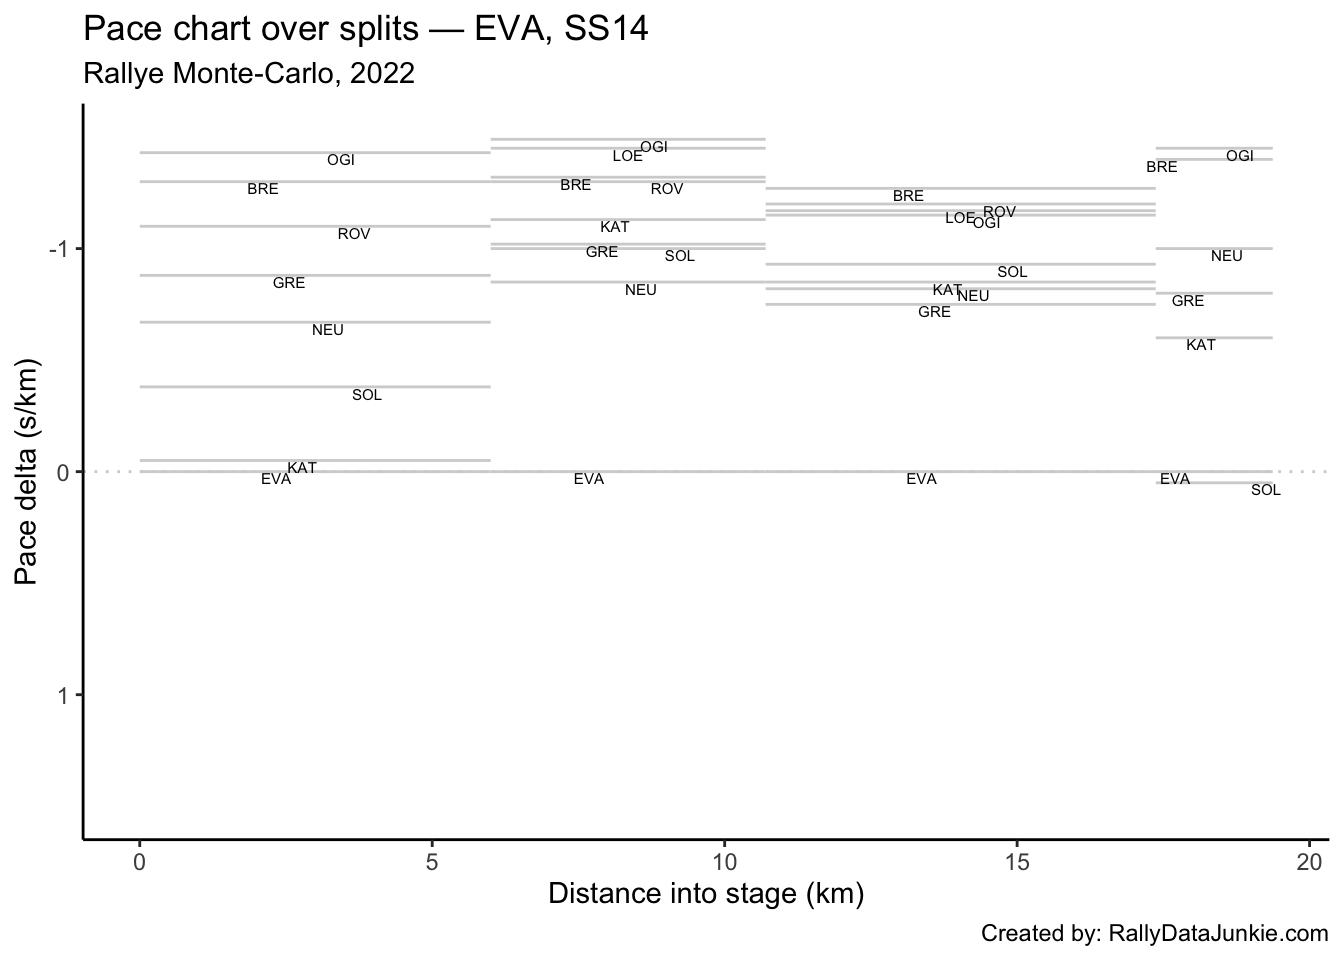 Pace chart over splits — EVA, SS14
Rallye Monte-Carlo, 2022
Pace delta (s/km)
-1
0
1
OGI
BRE
ROV
GRE
NEU
SOL
KAT
EVA
OGI
LOE
BRE
ROV
KAT
GRE
SOL
NEU
EVA
BRE
ROV
LOE
OGI
SOL
KAT
NEU
GRE
EVA
OGI
BRE
NEU
GRE
KAT
EVA
SOL
0 5 10 15 20
Distance into stage (km)
Created by: RallyDataJunkie.com